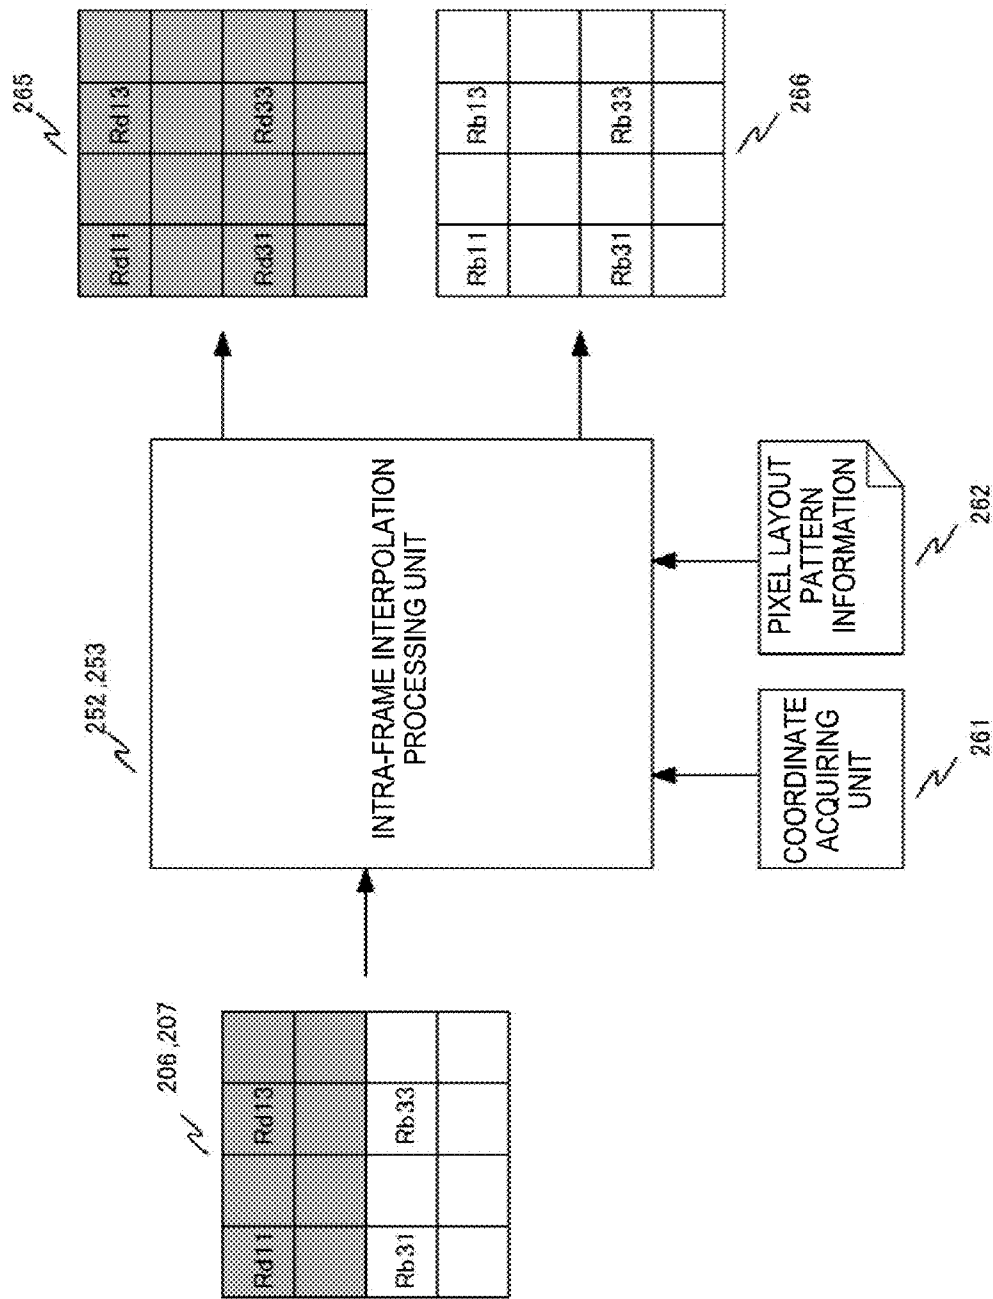 206 ,207
Rd11
Rd13
Rb31
Rb33
252 ,253
INTRA-FRAME INTERPOLATION
PROCESSING UNIT
COORDINATE
ACQUIRING
UNIT
261
PIXEL LAYOUT
PATTERN
INFORMATION
262
265
Rd11
Rd13
Rd31
Rd33
Rb11
Rb13
Rb31
Rb33
266